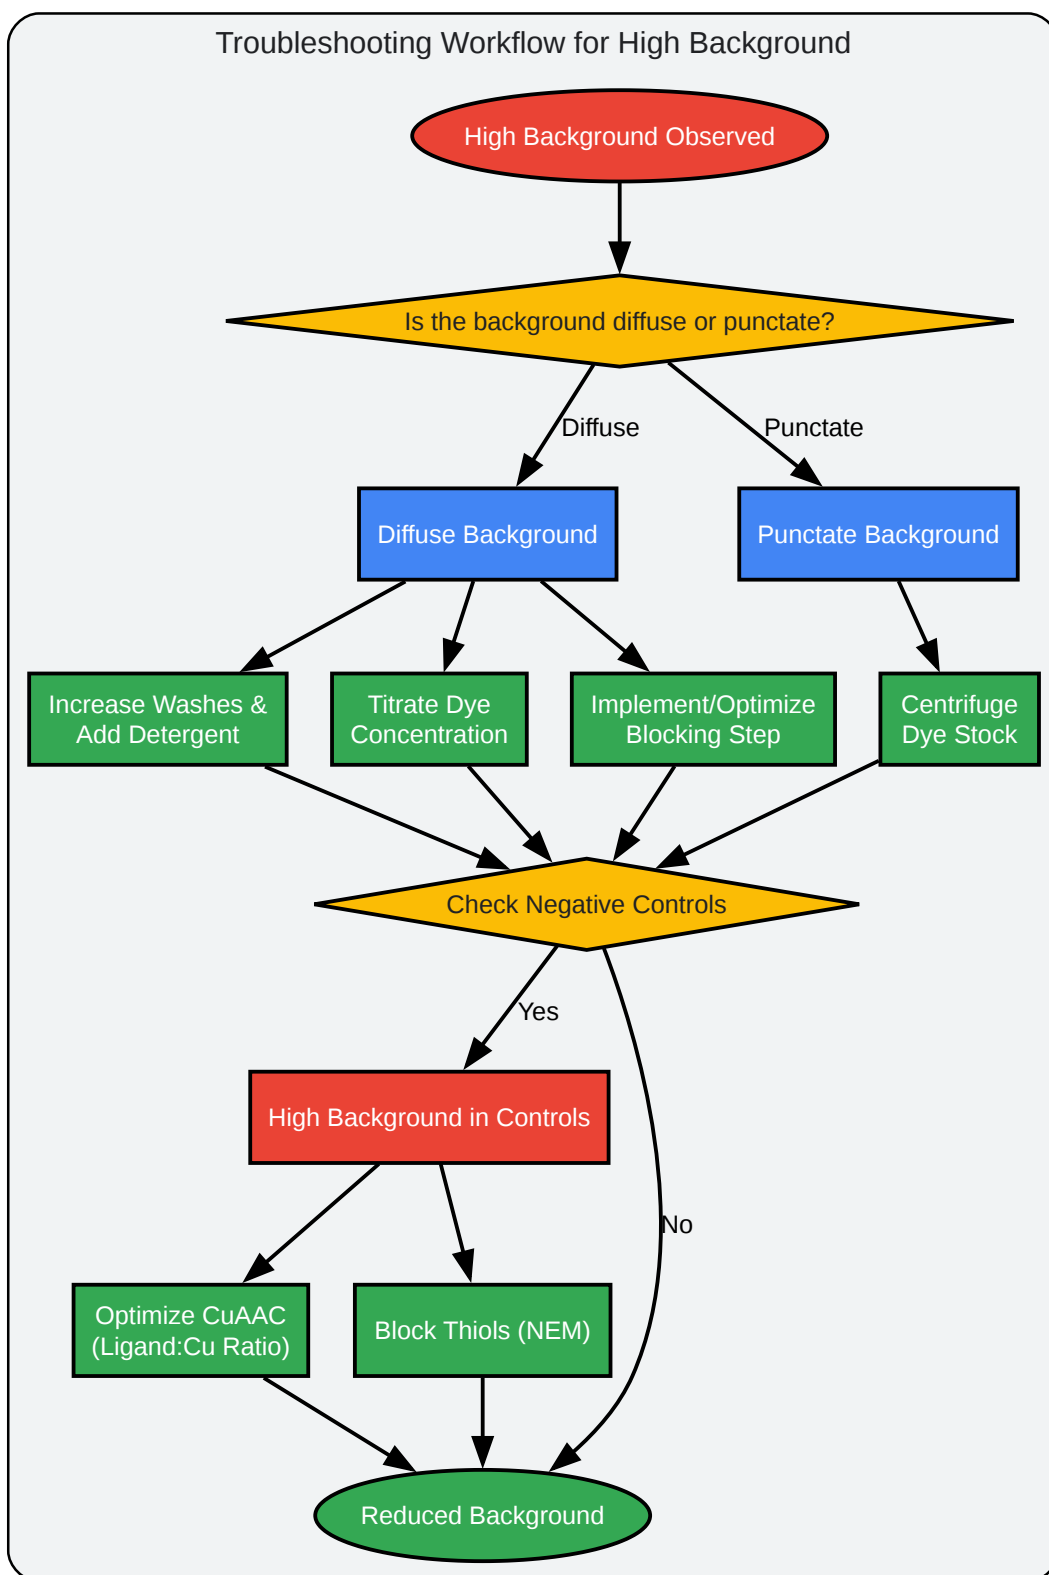 Troubleshooting Workflow for High Background
High Background Observed
Is the background diffuse or punctate?
Diffuse
Punctate
Diffuse Background
Punctate Background
Increase Washes &
Add Detergent
Titrate Dye
Concentration
Implement/Optimize
Blocking Step
Centrifuge
Dye Stock
Check Negative Controls
Yes
High Background in Controls
No
Optimize CuAAC
(Ligand:Cu Ratio)
Block Thiols (NEM)
Reduced Background